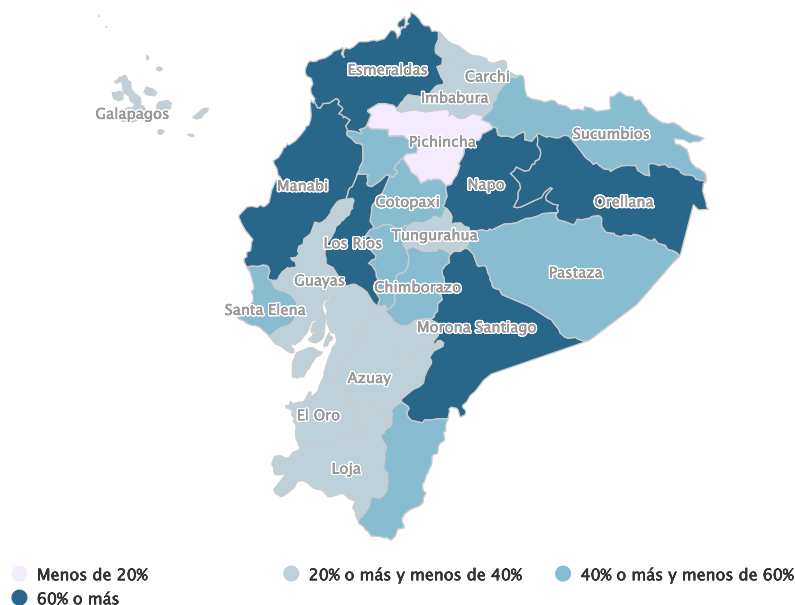 Esmeraldas
Carchi
Imbabura
Galapagos
Sucumbios
Pichincha
Manabi
Napo
Orellana
Cotopaxi
Tungurahua
Los Ríos
Pastaza
Guayas
Chimborazo
Santa Elena
Morona Santiago
Azuay
El Oro
Loja
Menos de 20% 20% o más y menos de 40% 40% o más y menos de 60%
60% o más